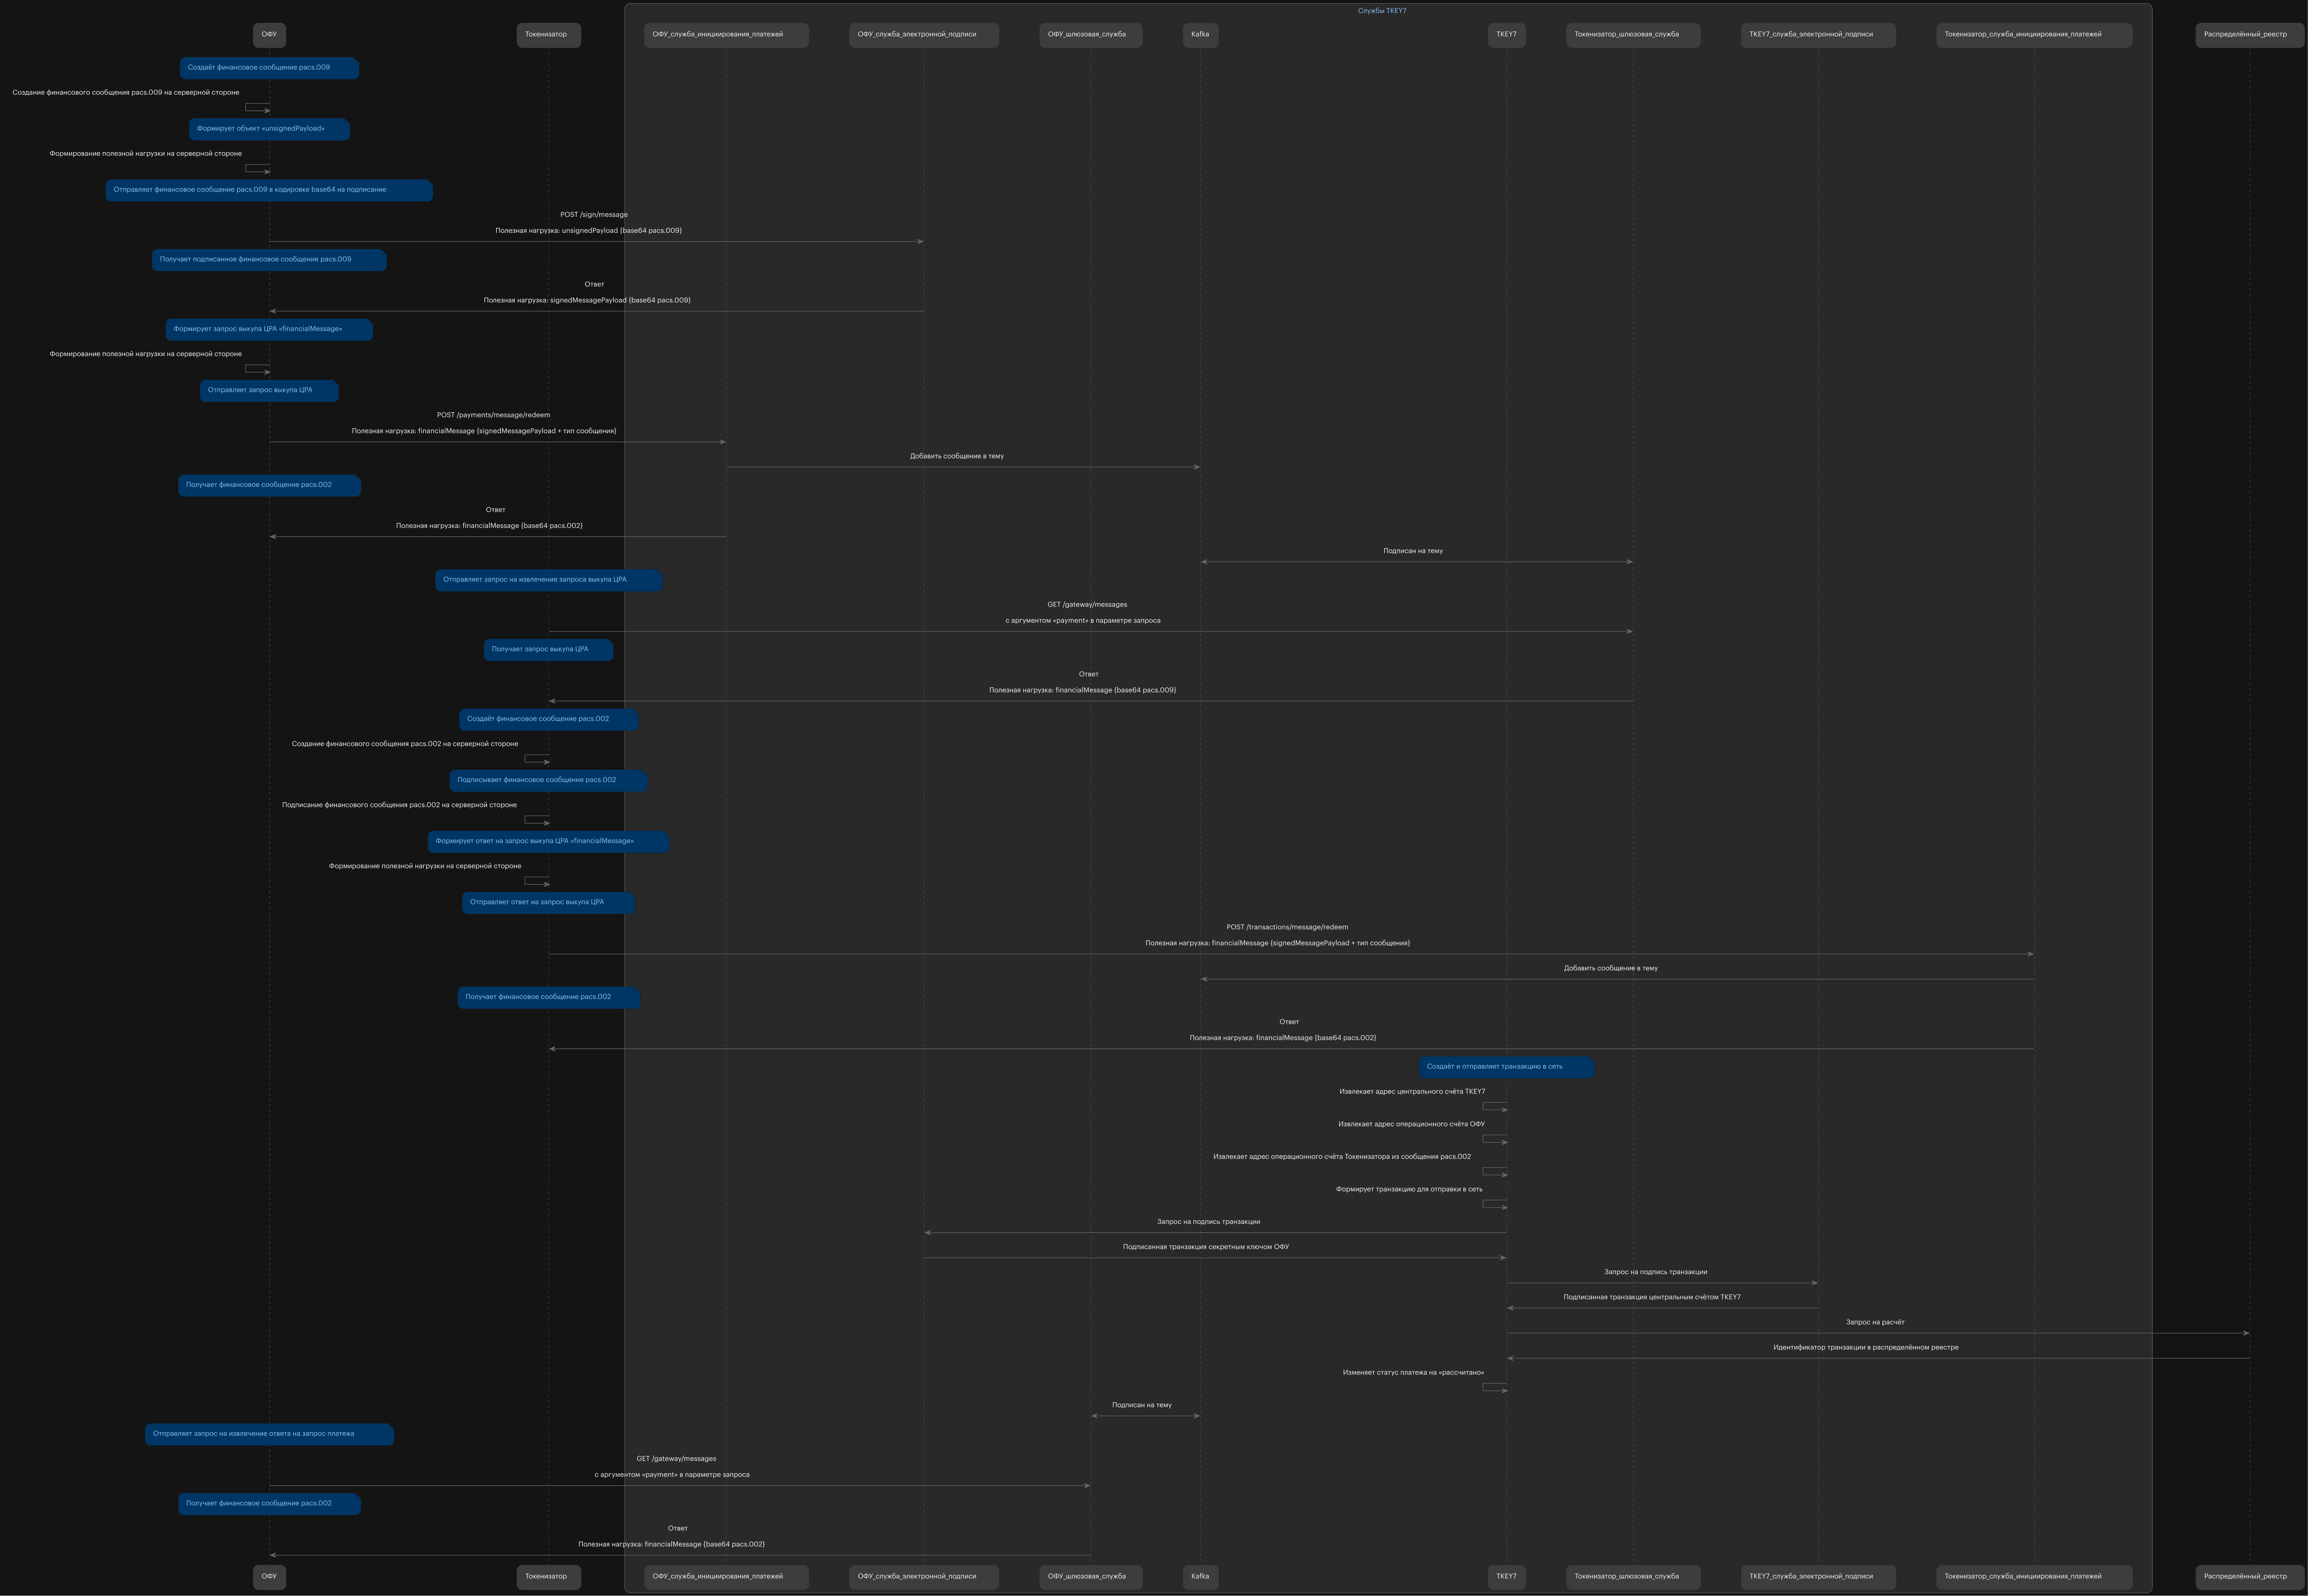 Службы TKEY7
ОФУ
Токенизатор
ОФУ_служба_инициирования_платежей
ОФУ_служба_электронной_подписи
ОФУ_шлюзовая_служба
Kafka
TKEY7
Токенизатор_шлюзовая_служба
TKEY7_служба_электронной_подписи
Токенизатор_служба_инициирования_платежей
Распределённый_реестр
Создаёт финансовое сообщение pacs.009
Создание финансового сообщения pacs.009 на серверной стороне
Формирует объект «unsignedPayload»
Формирование полезной нагрузки на серверной стороне
Отправляет финансовое сообщение pacs.009 в кодировке base64 на подписание
POST /sign/message
Полезная нагрузка: unsignedPayload {base64 pacs.009}
Получает подписанное финансовое сообщение pacs.009
Ответ
Полезная нагрузка: signedMessagePayload {base64 pacs.009}
Формирует запрос выкупа ЦРА «financialMessage»
Формирование полезной нагрузки на серверной стороне
Отправляет запрос выкупа ЦРА
POST /payments/message/redeem
Полезная нагрузка: financialMessage {signedMessagePayload + тип сообщения}
Добавить сообщение в тему
Получает финансовое сообщение pacs.002
Ответ
Полезная нагрузка: financialMessage {base64 pacs.002}
Подписан на тему
Отправляет запрос на извлечение запроса выкупа ЦРА
GET /gateway/messages
с аргументом «payment» в параметре запроса
Получает запрос выкупа ЦРА
Ответ
Полезная нагрузка: financialMessage {base64 pacs.009}
Создаёт финансовое сообщение pacs.002
Создание финансового сообщения pacs.002 на серверной стороне
Подписывает финансовое сообщение pacs.002
Подписание финансового сообщения pacs.002 на серверной стороне
Формирует ответ на запрос выкупа ЦРА «financialMessage»
Формирование полезной нагрузки на серверной стороне
Отправляет ответ на запрос выкупа ЦРА
POST /transactions/message/redeem
Полезная нагрузка: financialMessage {signedMessagePayload + тип сообщения}
Добавить сообщение в тему
Получает финансовое сообщение pacs.002
Ответ
Полезная нагрузка: financialMessage {base64 pacs.002}
Создаёт и отправляет транзакцию в сеть
Извлекает адрес центрального счёта TKEY7
Извлекает адрес операционного счёта ОФУ
Извлекает адрес операционного счёта Токенизатора из сообщения pacs.002
Формирует транзакцию для отправки в сеть
Запрос на подпись транзакции
Подписанная транзакция секретным ключом ОФУ
Запрос на подпись транзакции
Подписанная транзакция центральным счётом TKEY7
Запрос на расчёт
Идентификатор транзакции в распределённом реестре
Изменяет статус платежа на «рассчитано»
Подписан на тему
Отправляет запрос на извлечение ответа на запрос платежа
GET /gateway/messages
с аргументом «payment» в параметре запроса
Получает финансовое сообщение pacs.002
Ответ
Полезная нагрузка: financialMessage {base64 pacs.002}
ОФУ
Токенизатор
ОФУ_служба_инициирования_платежей
ОФУ_служба_электронной_подписи
ОФУ_шлюзовая_служба
Kafka
TKEY7
Токенизатор_шлюзовая_служба
TKEY7_служба_электронной_подписи
Токенизатор_служба_инициирования_платежей
Распределённый_реестр